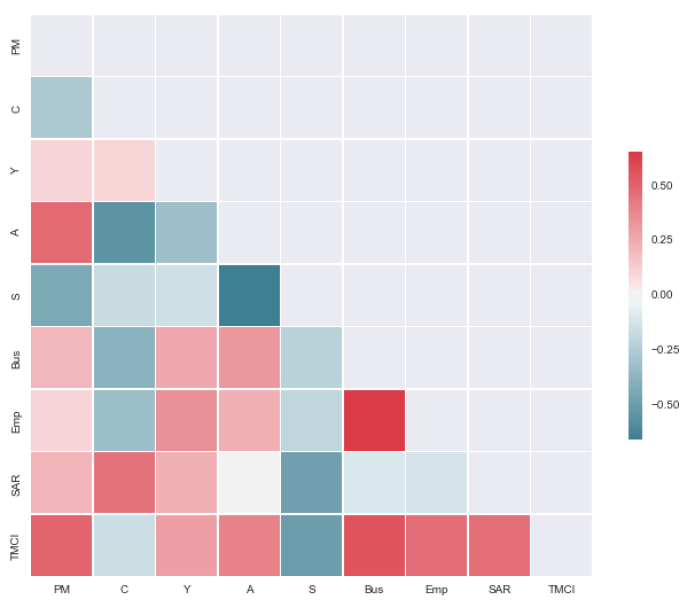 PM
C
Y
A
S
Bus
Emp
SAR
TMCI
PM C Y A S Bus Emp SAR TMCI
0.50
0.25
0.00
−0.25
−0.50